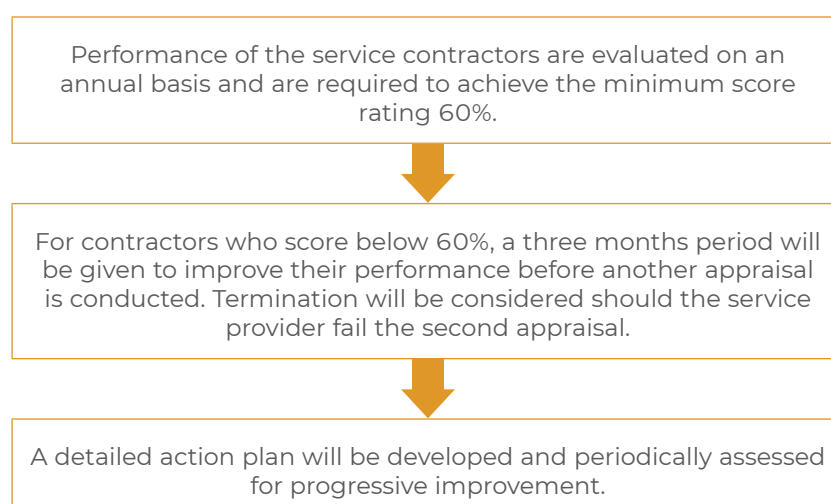 Performance of the service contractors are evaluated on an
annual basis and are required to achieve the minimum score
rating 60%.
For contractors who score below 60%, a three months period will
be given to improve their performance before another appraisal
is conducted. Termination will be considered should the service
provider fail the second appraisal.
A detailed action plan will be developed and periodically assessed
for progressive improvement.